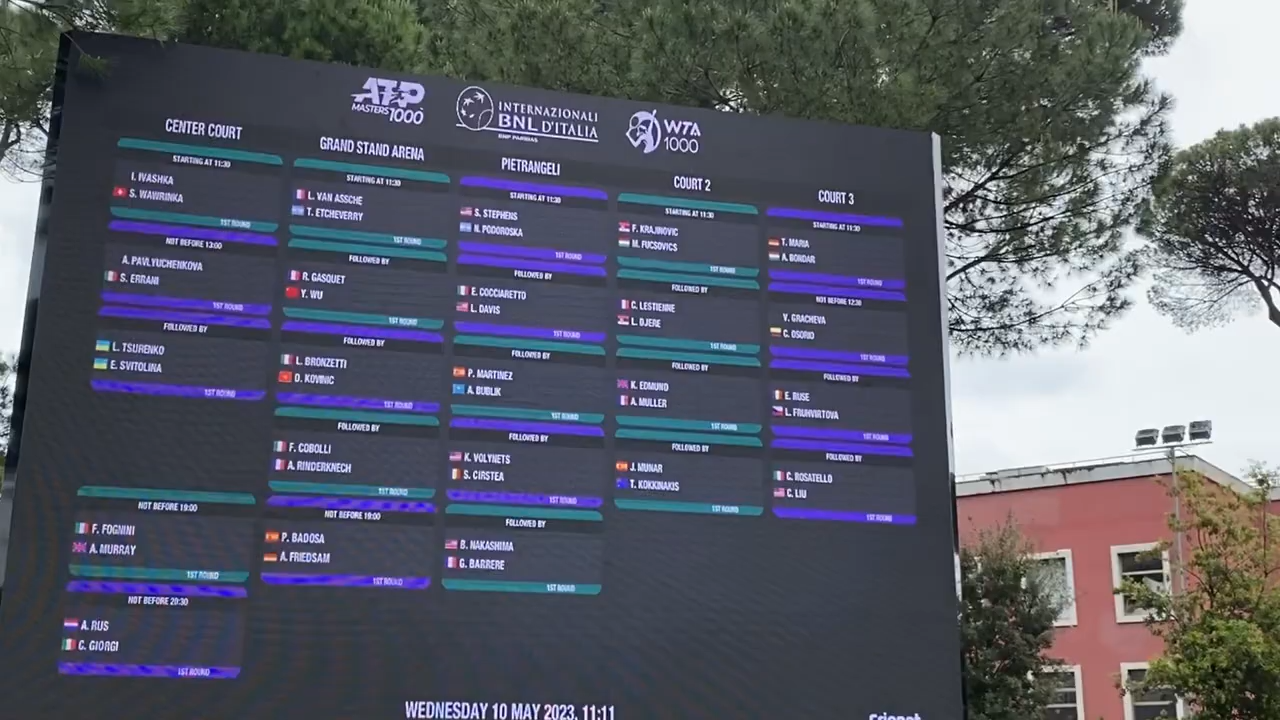 ATP
MASTERS 1000
INTERNAZIONALI
BNL D'ITALIA
BNP PARIBAS
WTA
1000
CENTER COURT
STARTING AT 11:30
I. IVASHKA
S. WAWRINKA
1ST ROUND
NOT BEFORE 13:00
A. PAVLYUCHENKOVA
S. ERRANI
1ST ROUND
FOLLOWED BY
L. TSURENKO
E. SVITOLINA
1ST ROUND
NOT BEFORE 19:00
F. FOGNINI
A. MURRAY
1ST ROUND
NOT BEFORE 20:30
A. RUS
C. GIORGI
1ST ROUND
GRAND STAND ARENA
STARTING AT 11:30
L. VAN ASSCHE
T. ETCHEVERRY
1ST ROUND
FOLLOWED BY
R. GASQUET
Y. WU
1ST ROUND
FOLLOWED BY
L. BRONZETTI
D. KOVINIC
1ST ROUND
FOLLOWED BY
F. COBOLLI
A. RINDERKNECH
1ST ROUND
NOT BEFORE 19:00
P. BADOSA
A. FRIEDSAM
1ST ROUND
PIETRANGELI
STARTING AT 11:30
S. STEPHENS
N. PODOROSKA
1ST ROUND
FOLLOWED BY
E. COCCIARETTO
L. DAVIS
1ST ROUND
FOLLOWED BY
P. MARTINEZ
A. BUBLIK
1ST ROUND
FOLLOWED BY
K. VOLYNETS
S. CIRSTEA
1ST ROUND
FOLLOWED BY
B. NAKASHIMA
G. BARRERE
1ST ROUND
COURT 2
STARTING AT 11:30
F. KRAJINOVIC
M. FUCSOVICS
1ST ROUND
FOLLOWED BY
C. LESTIENNE
L. DJERE
1ST ROUND
FOLLOWED BY
K. EDMUND
A. MULLER
1ST ROUND
FOLLOWED BY
J. MUNAR
T. KOKKINAKIS
1ST ROUND
COURT 3
STARTING AT 11:30
T. MARIA
A. BONDAR
1ST ROUND
NOT BEFORE 12:30
V. GRACHEVA
C. OSORIO
1ST ROUND
FOLLOWED BY
E. RUSE
L. FRUHVIRTOVA
1ST ROUND
FOLLOWED BY
C. ROSATELLO
C. LIU
1ST ROUND
WEDNESDAY 10 MAY 2023, 11:11